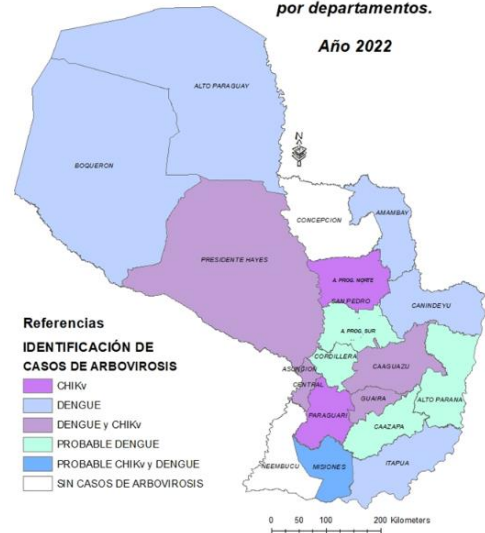 por departamentos.
Año 2022
ALTO PARAGUAY
BOQUERON
N
CONCEPCION
AMAMBAY
PRESIDENTE HAYES
A. PROG. NORTE
SAN PEDRO
CANINDEYU
A. PROG. SUR
CORDILLERA
ASUNCION
CAAGUAZU
CENTRAL
GUAIRA
ALTO PARANA
PARAGUARI
CAAZAPA
ÑEEMBUCU
MISIONES
ITAPUA
Referencias
IDENTIFICACIÓN DE
CASOS DE ARBOVIROSIS
CHIKv
DENGUE
DENGUE y CHIKv
PROBABLE DENGUE
PROBABLE CHIKv y DENGUE
SIN CASOS DE ARBOVIROSIS
0 50 100 200 Kilometers